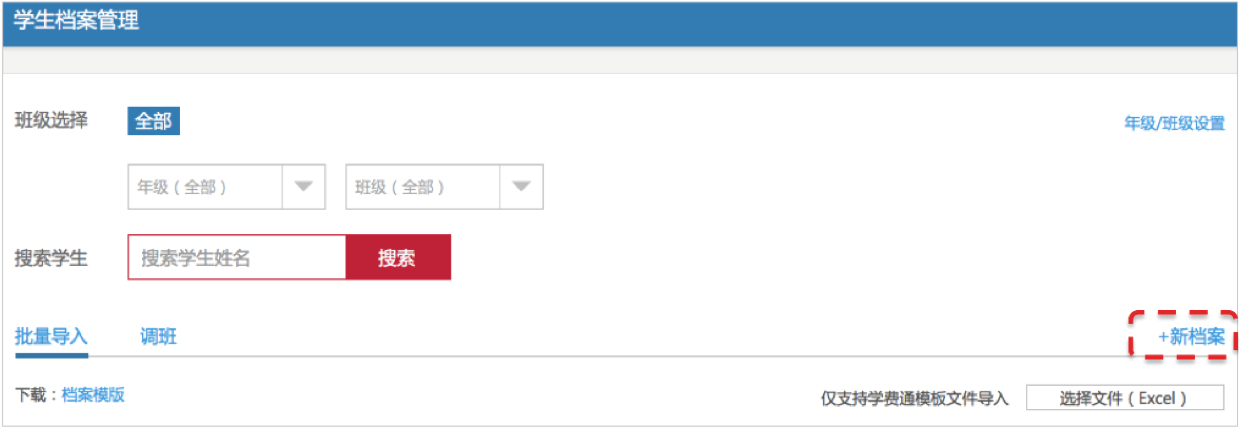 学生档案管理
班级选择 全部 年级/班级设置
年级（全部） 班级（全部）
搜索学生 搜索学生姓名 搜索
批量导入 调班 +新档案
下载：档案模版 仅支持学费通模板文件导入 选择文件（Excel）